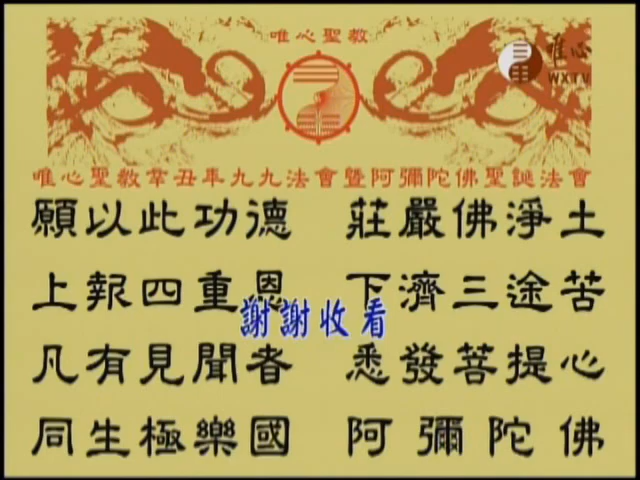 唯心聖教
唯心
WXTV
唯心聖教辛丑年九九法會暨阿彌陀佛聖誕法會
願以此功德 莊嚴佛淨土
上報四重恩 下濟三途苦
謝謝收看
凡有見聞者 悉發菩提心
同生極樂國 阿彌陀佛